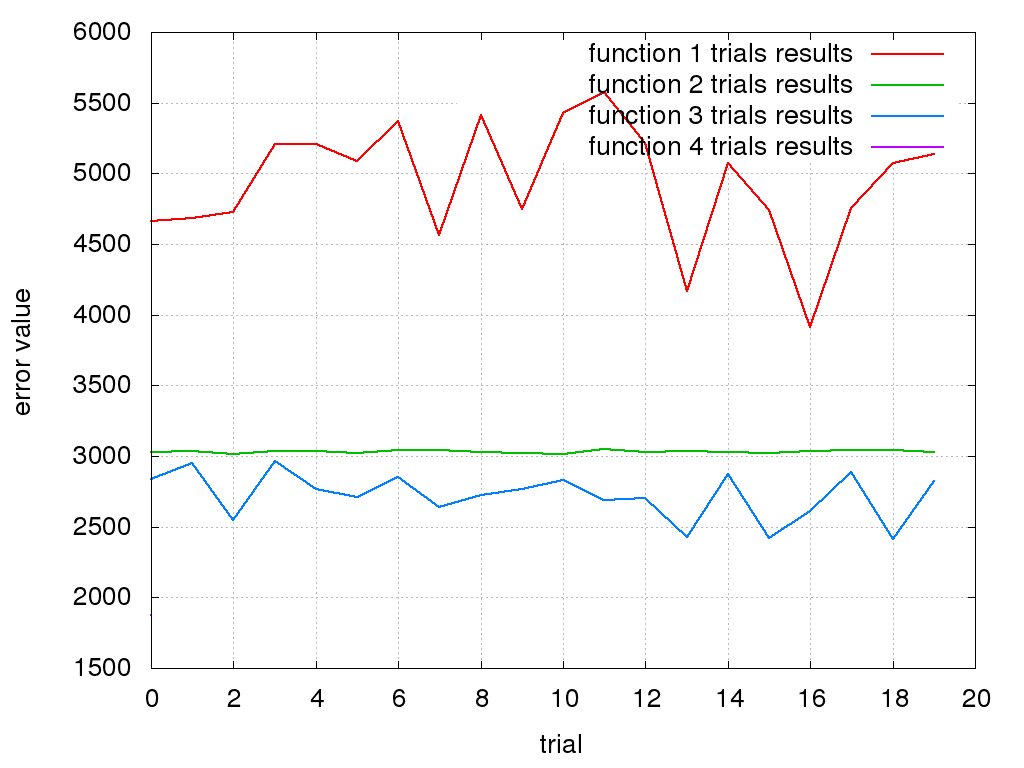 6000
5500
5000
4500
4000
3500
3000
2500
2000
1500
error value
function 1 trials results
function 2 trials results
function 3 trials results
function 4 trials results
0 2 4 6 8 10 12 14 16 18 20
trial